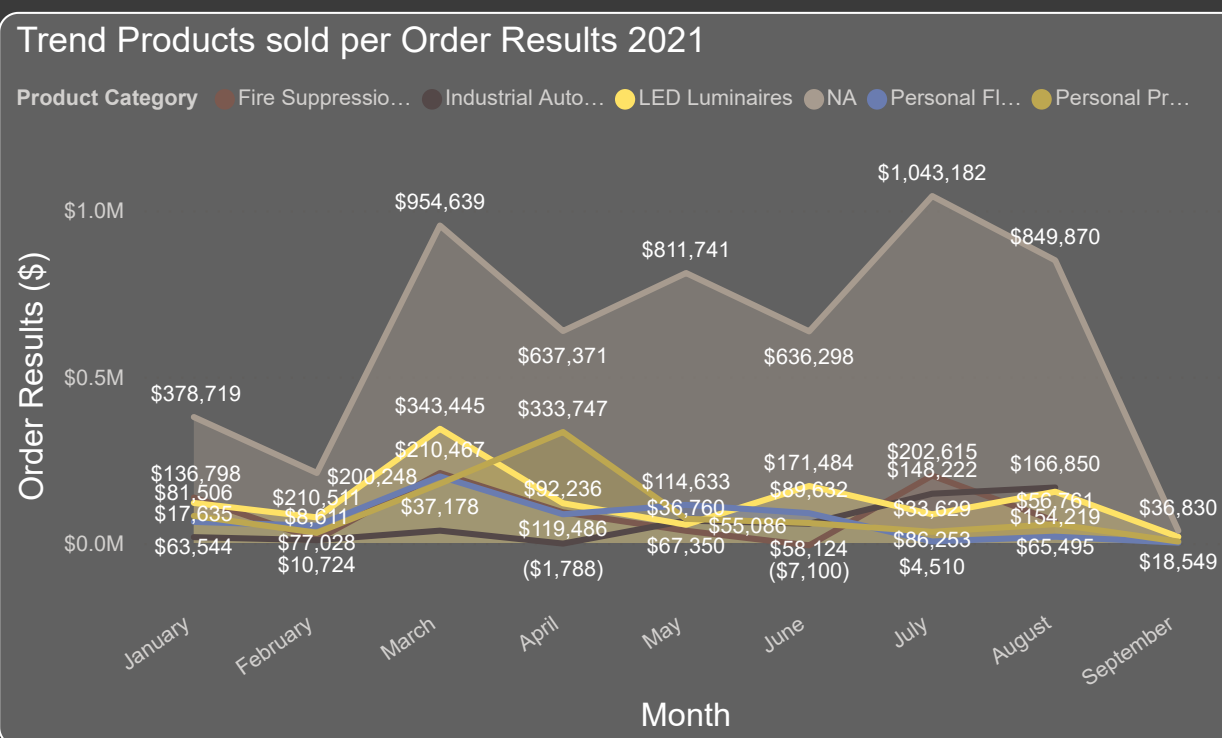 Trend Products sold per Order Results 2021
Product Category Fire Suppressio… Industrial Auto… LED Luminaires NA Personal Fl… Personal Pr…
Order Results ($)
$1.0M
$0.5M
$0.0M
$378,719
$136,798
$81,506
$17,635
$63,544
$210,511
$8,611
$77,028
$10,724
$954,639
$343,445
$210,467
$200,248
$37,178
$637,371
$333,747
$92,236
$119,486
($1,788)
$811,741
$114,633
$36,760
$55,086
$67,350
$636,298
$171,484
$89,632
$58,124
($7,100)
$1,043,182
$202,615
$148,222
$33,629
$86,253
$4,510
$849,870
$166,850
$56,761
$154,219
$65,495
$36,830
$18,549
January
February
March
April
May
June
July
August
September
Month